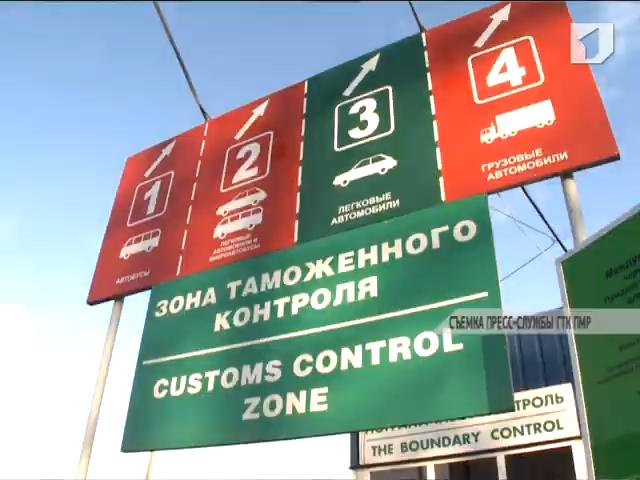 1
1
2
3
4
АВТОБУСЫ
ЛЕГКОВЫЕ
АВТОМОБИЛИ И
МИКРОАВТОБУСЫ
ЛЕГКОВЫЕ
АВТОМОБИЛИ
ГРУЗОВЫЕ
АВТОМОБИЛИ
ЗОНА ТАМОЖЕННОГО
КОНТРОЛЯ
CUSTOMS CONTROL
ZONE
СЪЕМКА ПРЕСС-СЛУЖБЫ ГТК ПМР
THE BOUNDARY CONTROL